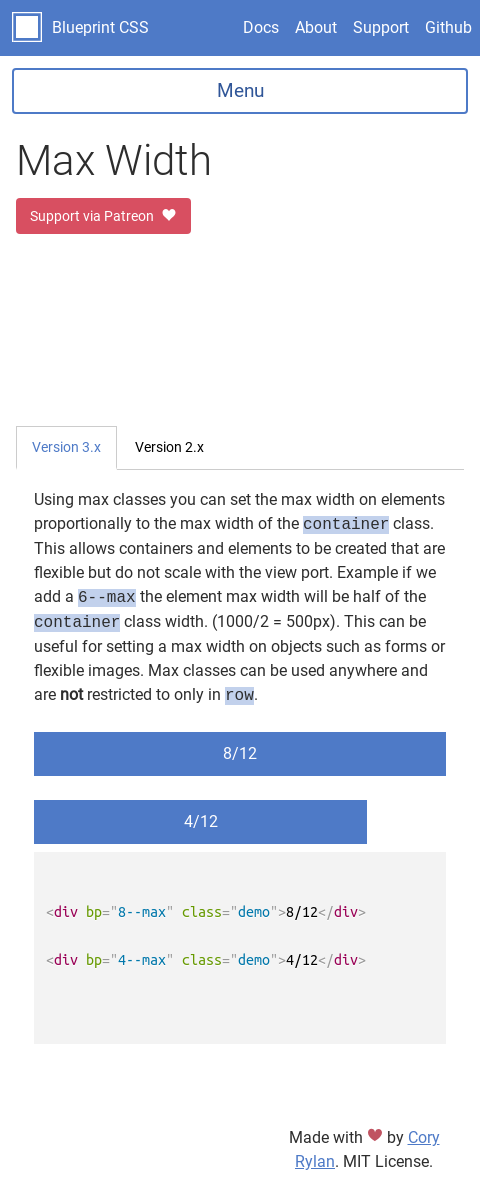 Blueprint CSS
Docs
About
Support
Github
Menu
Max Width
Support via Patreon
Version 3.x
Version 2.x
Using max classes you can set the max width on elements
proportionally to the max width of the container class.
This allows containers and elements to be created that are
flexible but do not scale with the view port. Example if we
add a 6--max the element max width will be half of the
container class width. (1000/2 = 500px). This can be
useful for setting a max width on objects such as forms or
flexible images. Max classes can be used anywhere and
are not restricted to only in row.
8/12
4/12
<div bp="8--max" class="demo">8/12</div>
<div bp="4--max" class="demo">4/12</div>
Made with ❤ by Cory
Rylan. MIT License.